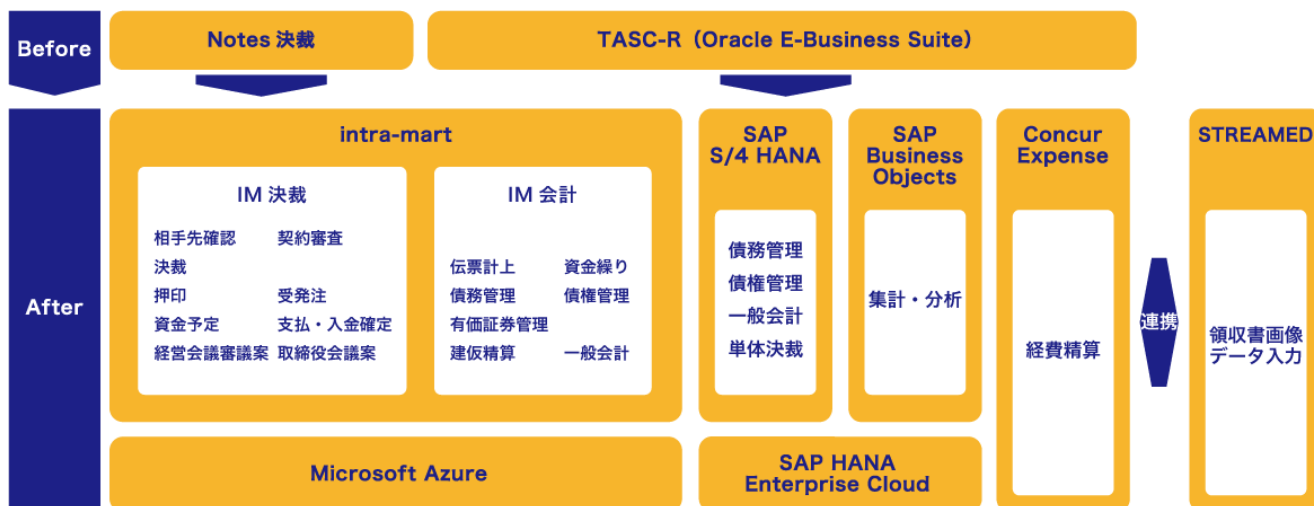 Before
Notes 決裁
TASC-R（Oracle E-Business Suite）
After
intra-mart
IM 決裁
相手先確認 契約審査
決裁
押印 受発注
資金予定 支払・入金確定
経営会議審議案 取締役会議案
IM 会計
伝票計上 資金繰り
債務管理 債権管理
有価証券管理
建仮精算 一般会計
Microsoft Azure
SAP
S/4 HANA
債務管理
債権管理
一般会計
単体決裁
SAP
Business
Objects
集計・分析
SAP HANA
Enterprise Cloud
Concur
Expense
経費精算
連携
STREAMED
領収書画像
データ入力